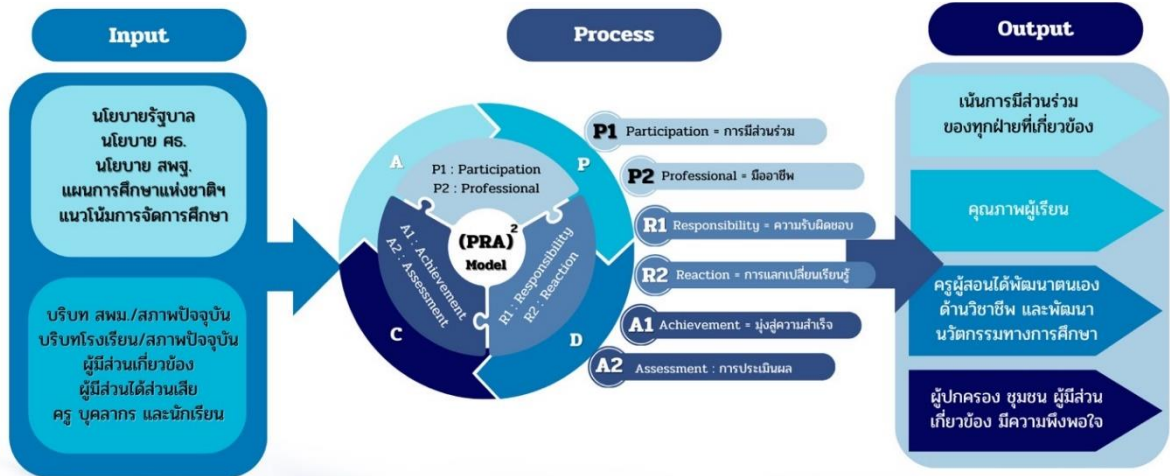 Input
นโยบายรัฐบาล
นโยบาย ศธ.
นโยบาย สพฐ.
แผนการศึกษาแห่งชาติฯ
แนวโน้มการจัดการศึกษา
บริบท สพม./สภาพปัจจุบัน
บริบทโรงเรียน/สภาพปัจจุบัน
ผู้มีส่วนเกี่ยวข้อง
ผู้มีส่วนได้ส่วนเสีย
ครู บุคลากร และนักเรียน
Process
A
P
D
C
P1 : Participation
P2 : Professional
R1 : Responsibility
R2 : Reaction
A1 : Achievement
A2 : Assessment
(PRA)²
Model
P1 Participation = การมีส่วนร่วม
P2 Professional = มืออาชีพ
R1 Responsibility = ความรับผิดชอบ
R2 Reaction = การแลกเปลี่ยนเรียนรู้
A1 Achievement = มุ่งสู่ความสำเร็จ
A2 Assessment : การประเมินผล
Output
เน้นการมีส่วนร่วม
ของทุกฝ่ายที่เกี่ยวข้อง
คุณภาพผู้เรียน
ครูผู้สอนได้พัฒนาตนเอง
ด้านวิชาชีพ และพัฒนา
นวัตกรรมทางการศึกษา
ผู้ปกครอง ชุมชน ผู้มีส่วน
เกี่ยวข้อง มีความพึงพอใจ